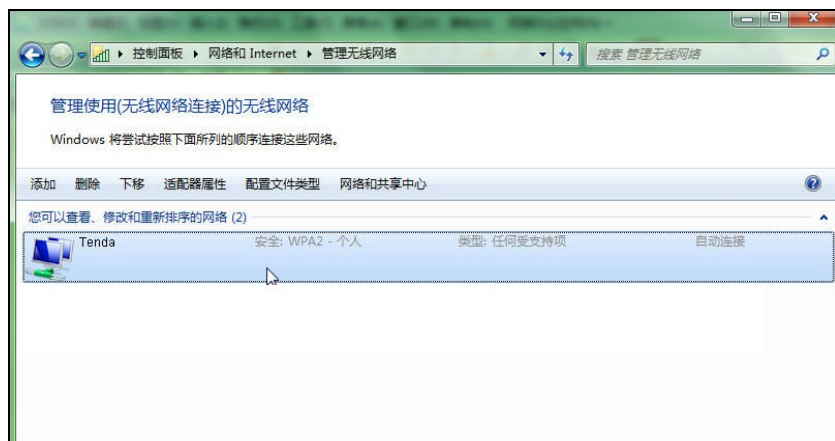 控制面板 ▸ 网络和 Internet ▸ 管理无线网络
搜索 管理无线网络
管理使用(无线网络连接)的无线网络
Windows 将尝试按照下面所列的顺序连接这些网络。
添加 删除 下移 适配器属性 配置文件类型 网络和共享中心
您可以查看、修改和重新排序的网络 (2)
Tenda 安全: WPA2 - 个人 类型: 任何受支持项 自动连接